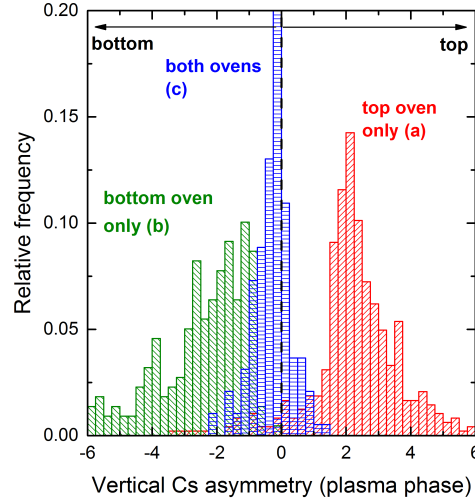 0.20
bottom
top
both ovens
(c)
0.15
top oven
only (a)
bottom oven
only (b)
0.10
Relative frequency
0.05
0.00
-6 -4 -2 0 2 4 6
Vertical Cs asymmetry (plasma phase)